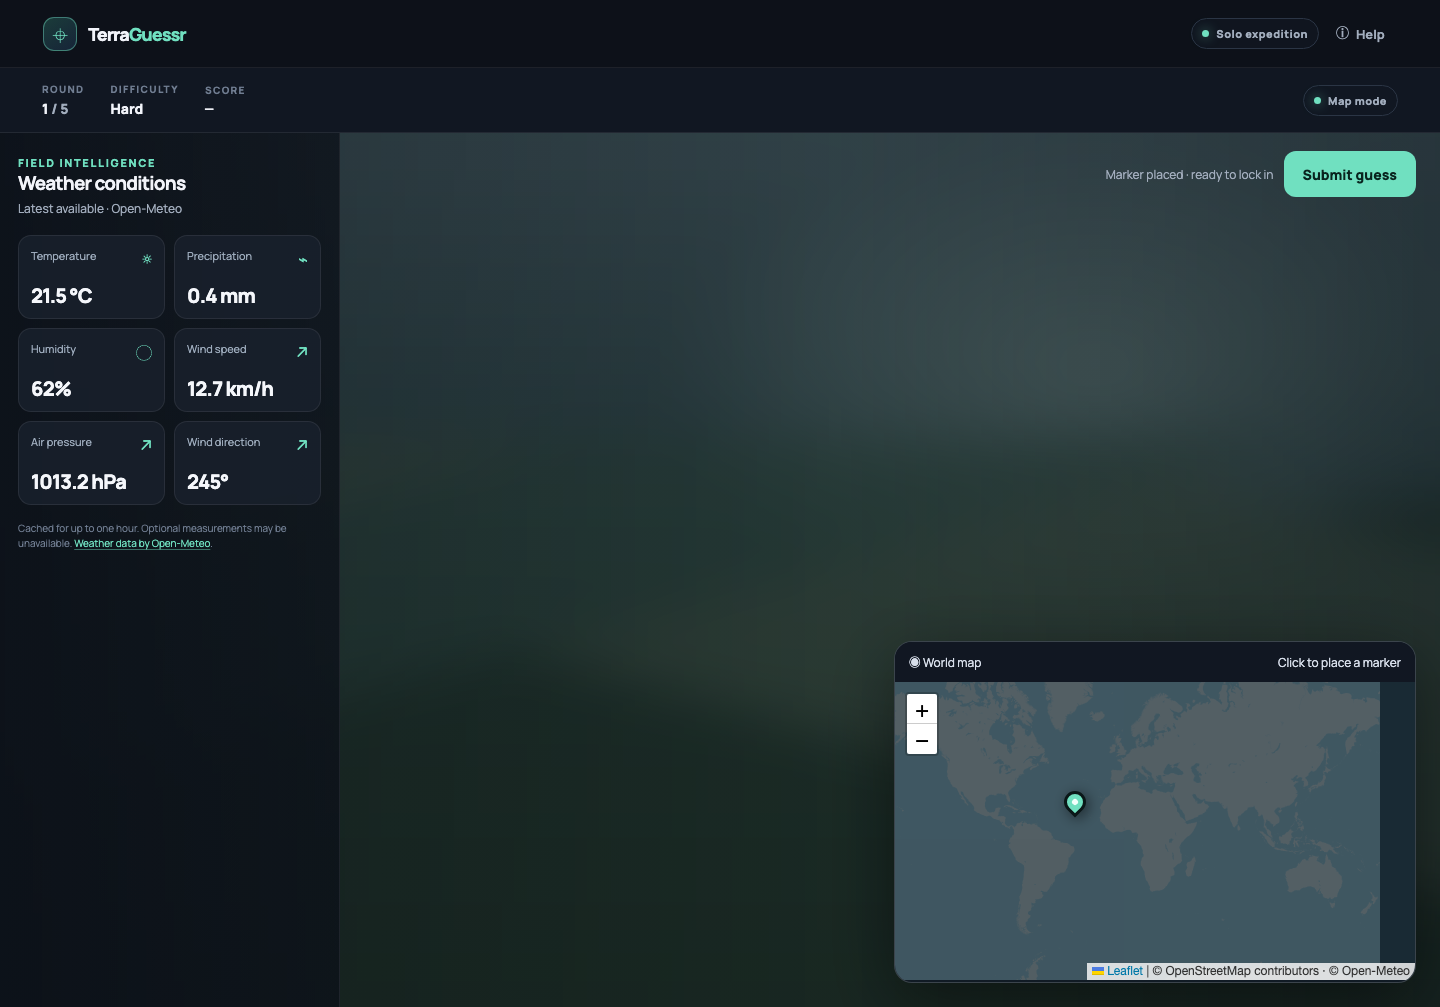 TerraGuessr
Solo expedition
Help
ROUND
1 / 5
DIFFICULTY
Hard
SCORE
—
Map mode
FIELD INTELLIGENCE
Weather conditions
Latest available · Open-Meteo
Temperature
21.5 °C
Precipitation
0.4 mm
Humidity
62%
Wind speed
12.7 km/h
Air pressure
1013.2 hPa
Wind direction
245°
Cached for up to one hour. Optional measurements may be
unavailable. Weather data by Open-Meteo.
Marker placed · ready to lock in
Submit guess
World map
Click to place a marker
+
−
Leaflet | © OpenStreetMap contributors · © Open-Meteo